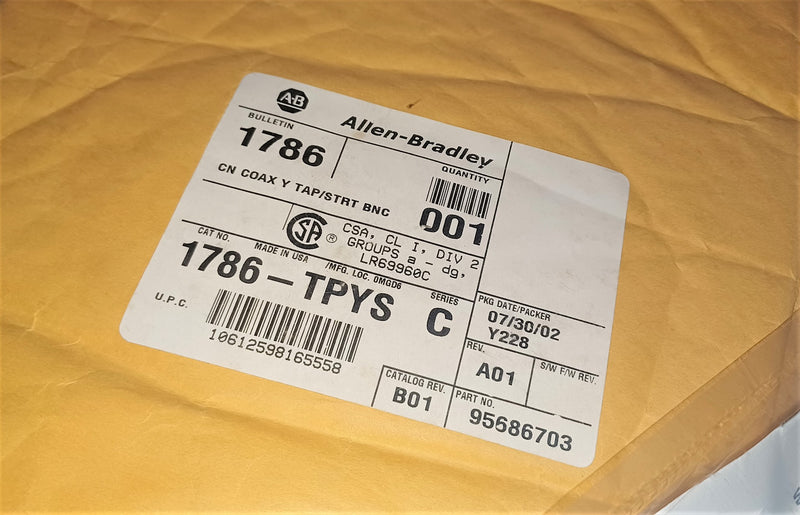 A-B
Allen-Bradley
BULLETIN
1786
QUANTITY
CN COAX Y TAP/STRT BNC
001
CSA ®
CSA, CL I, DIV 2
GROUPS a _ dg,
LR69960C
CAT NO.
MADE IN USA
/MFG. LOC. 0MGD6
SERIES
1786-TPYS
C
PKG DATE/PACKER
07/30/02
Y228
U.P.C.
10612598165558
REV.
A01
S/W F/W REV.
CATALOG REV.
B01
PART NO.
95686703